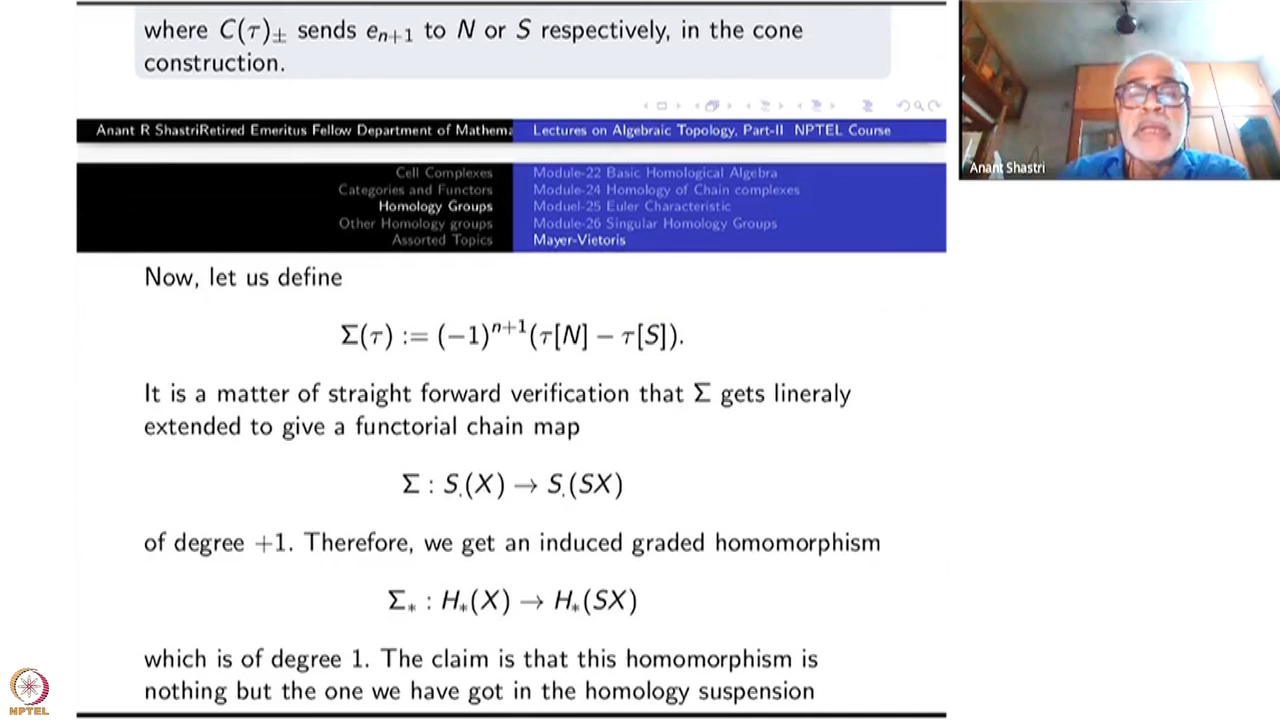 where C(τ)± sends eₙ₊₁ to N or S respectively, in the cone
construction.
Anant R ShastriRetired Emeritus Fellow Department of Mathema
Lectures on Algebraic Topology, Part-II NPTEL Course
Cell Complexes
Categories and Functors
Homology Groups
Other Homology groups
Assorted Topics
Module-22 Basic Homological Algebra
Module-24 Homology of Chain complexes
Moduel-25 Euler Characteristic
Module-26 Singular Homology Groups
Mayer-Vietoris
Now, let us define
Σ(τ) := (−1)ⁿ⁺¹(τ[N] − τ[S]).
It is a matter of straight forward verification that Σ gets lineraly
extended to give a functorial chain map
Σ : S.(X) → S.(SX)
of degree +1. Therefore, we get an induced graded homomorphism
Σ∗ : H∗(X) → H∗(SX)
which is of degree 1. The claim is that this homomorphism is
nothing but the one we have got in the homology suspension
Anant Shastri
NPTEL